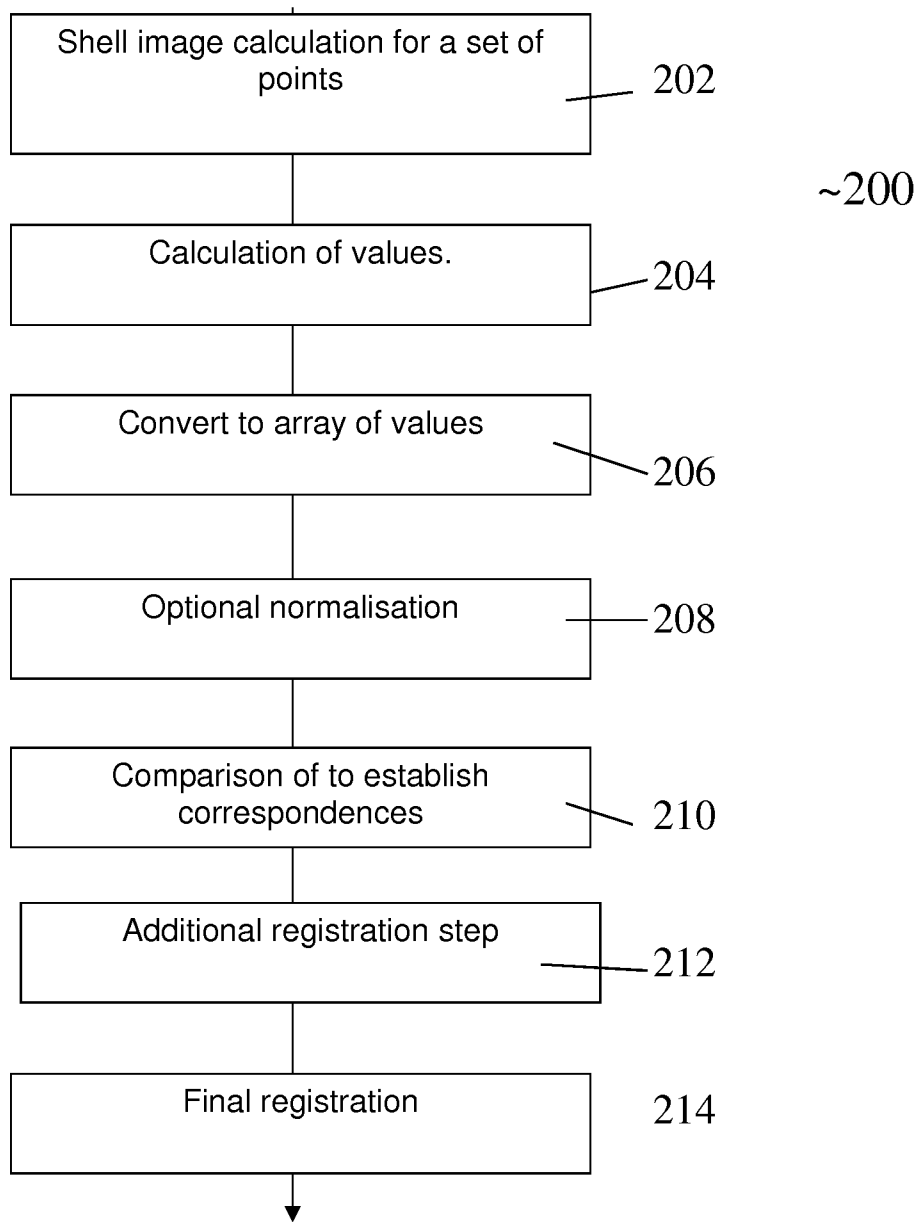 Shell image calculation for a set of
points
202
~200
Calculation of values.
204
Convert to array of values
206
Optional normalisation
208
Comparison of to establish
correspondences
210
Additional registration step
212
Final registration
214